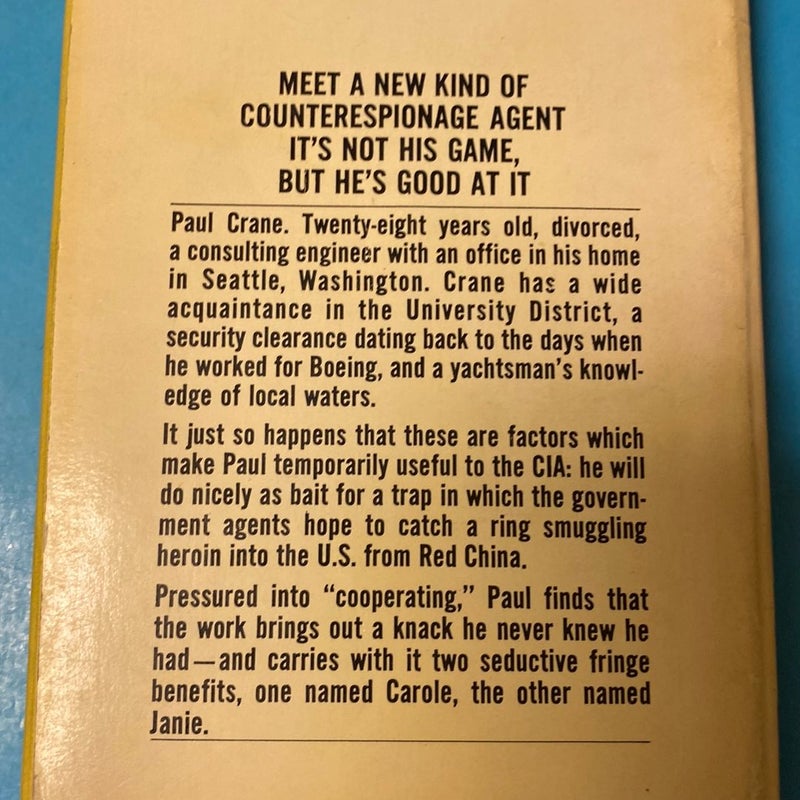 MEET A NEW KIND OF
COUNTERESPIONAGE AGENT
IT'S NOT HIS GAME,
BUT HE'S GOOD AT IT
Paul Crane. Twenty-eight years old, divorced,
a consulting engineer with an office in his home
in Seattle, Washington. Crane has a wide
acquaintance in the University District, a
security clearance dating back to the days when
he worked for Boeing, and a yachtsman's knowl-
edge of local waters.
It just so happens that these are factors which
make Paul temporarily useful to the CIA: he will
do nicely as bait for a trap in which the govern-
ment agents hope to catch a ring smuggling
heroin into the U.S. from Red China.
Pressured into “cooperating,” Paul finds that
the work brings out a knack he never knew he
had—and carries with it two seductive fringe
benefits, one named Carole, the other named
Janie.